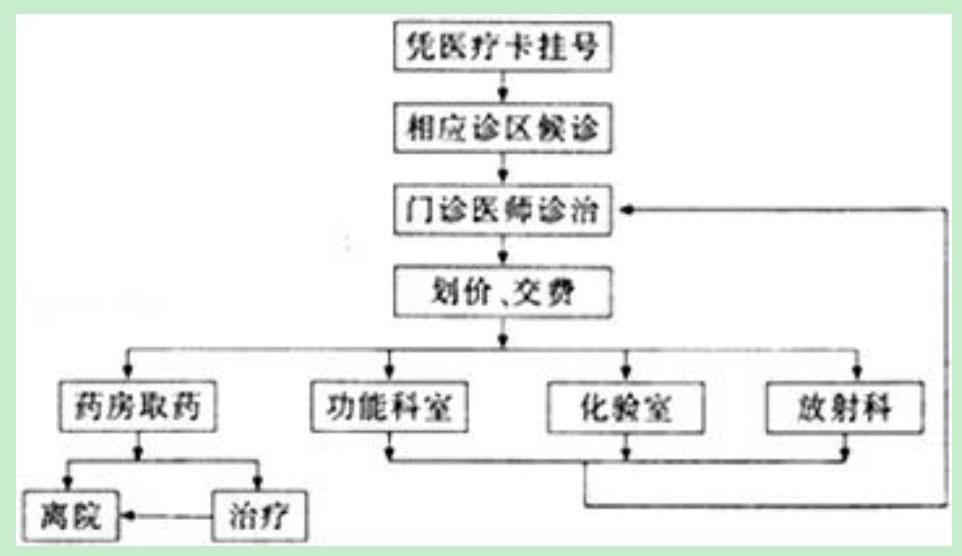 凭医疗卡挂号
相应诊区候诊
门诊医师诊治
划价、交费
药房取药
功能科室
化验室
放射科
离院
治疗